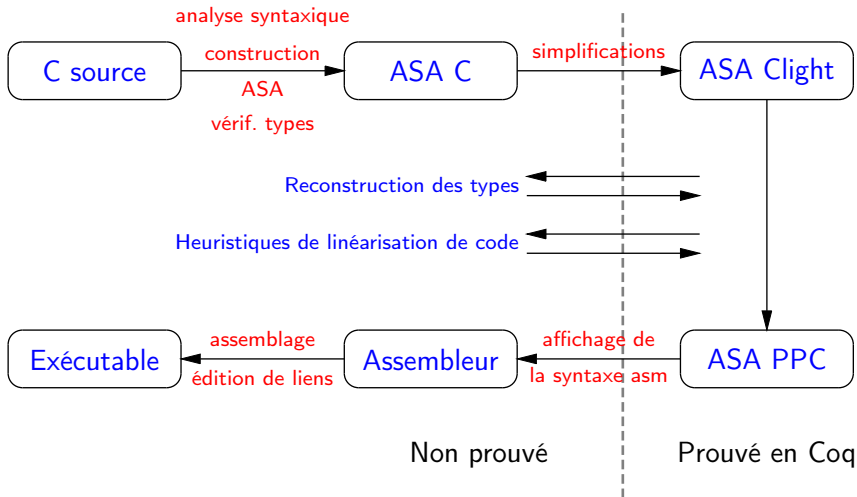 analyse syntaxique
C source
construction
ASA
vérif. types
ASA C
simplifications
ASA Clight
Reconstruction des types
Heuristiques de linéarisation de code
Exécutable
assemblage
édition de liens
Assembleur
affichage de
la syntaxe asm
ASA PPC
Non prouvé
Prouvé en Coq